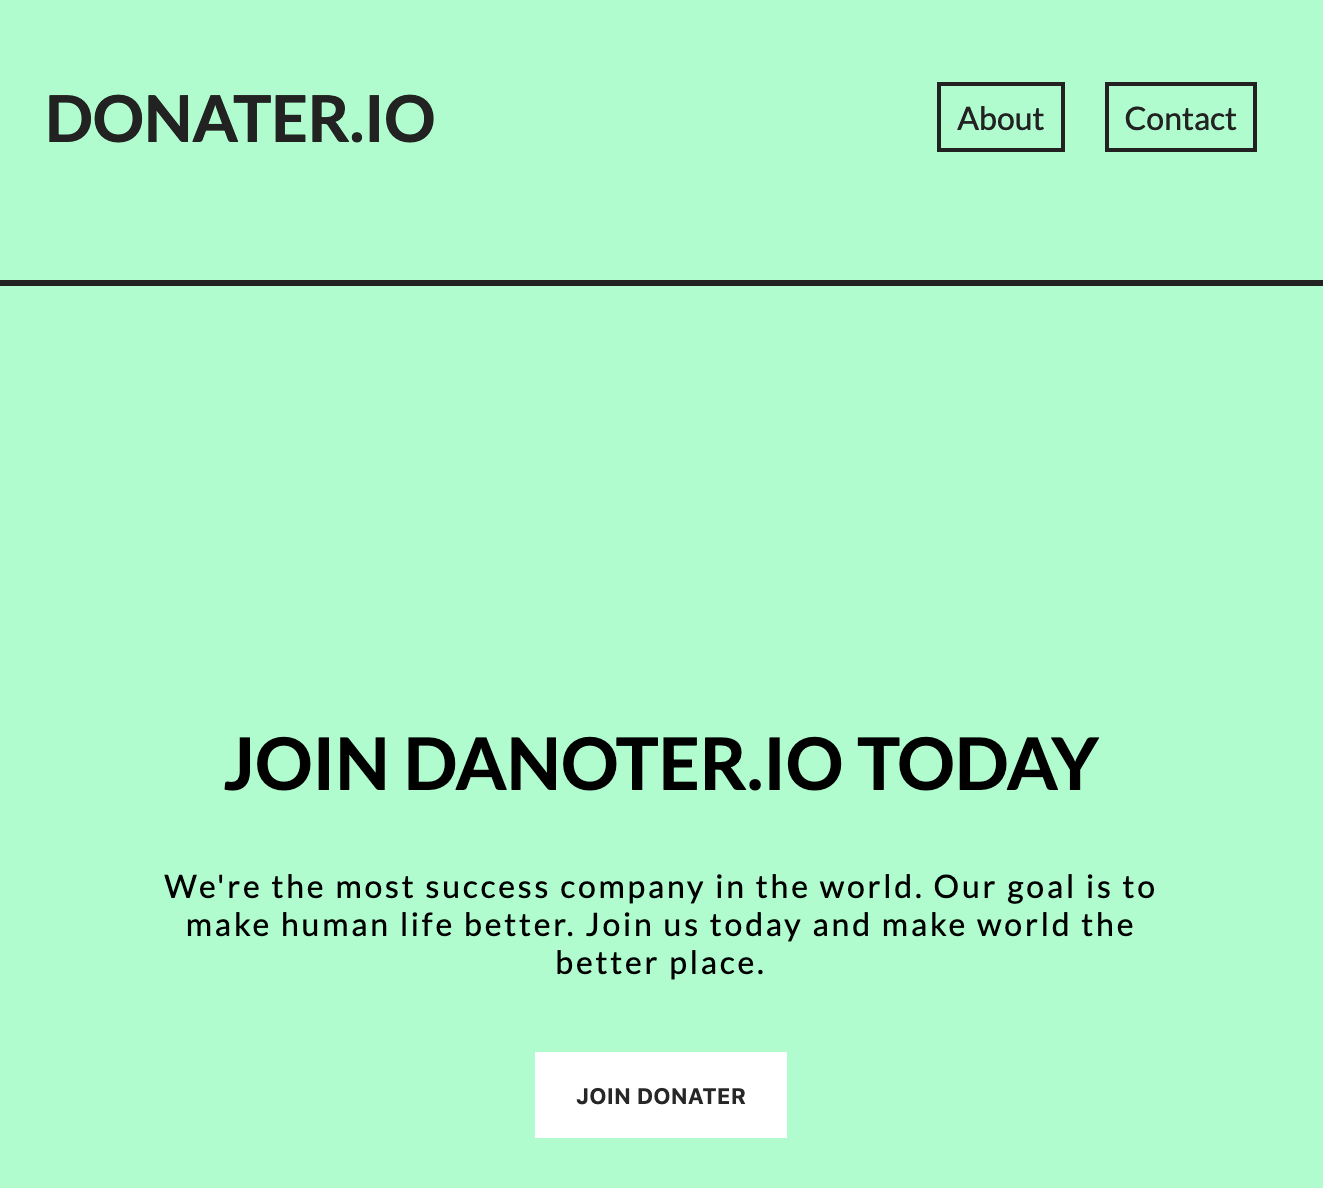 DONATER.IO
About
Contact
JOIN DANOTER.IO TODAY
We're the most success company in the world. Our goal is to
make human life better. Join us today and make world the
better place.
JOIN DONATER